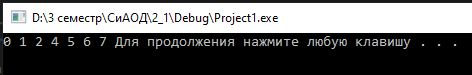 D:\3 семестр\СиАОД\2_1\Debug\Project1.exe
0 1 2 4 5 6 7 Для продолжения нажмите любую клавишу . . .